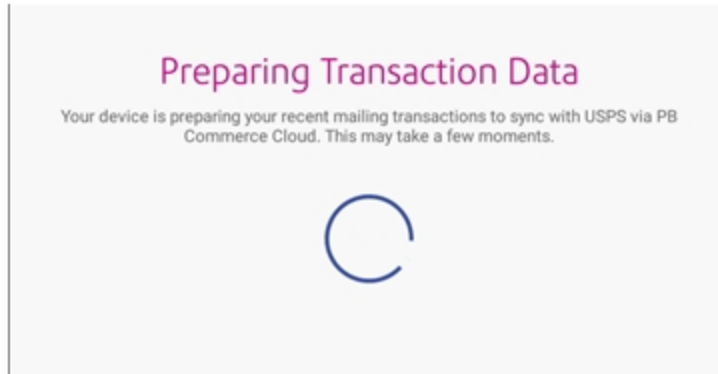 Preparing Transaction Data
Your device is preparing your recent mailing transactions to sync with USPS via PB
Commerce Cloud. This may take a few moments.